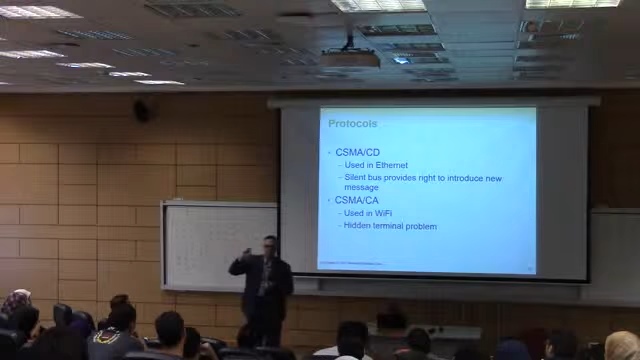 Protocols
• CSMA/CD
– Used in Ethernet
– Silent bus provides right to introduce new
message
• CSMA/CA
– Used in WiFi
– Hidden terminal problem